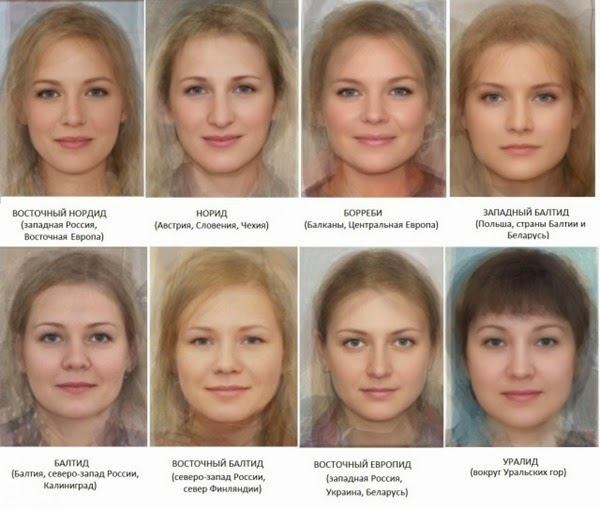 ВОСТОЧНЫЙ НОРДИД
(западная Россия,
Восточная Европа)
НОРИД
(Австрия, Словения, Чехия)
БОРРЕБИ
(Балканы, Центральная Европа)
ЗАПАДНЫЙ БАЛТИД
(Польша, страны Балтии и
Беларусь)
БАЛТИД
(Балтия, северо-запад России,
Калиниград)
ВОСТОЧНЫЙ БАЛТИД
(северо-запад России,
север Финляндии)
ВОСТОЧНЫЙ ЕВРОПИД
(западная Россия,
Украина, Беларусь)
УРАЛИД
(вокруг Уральских гор)